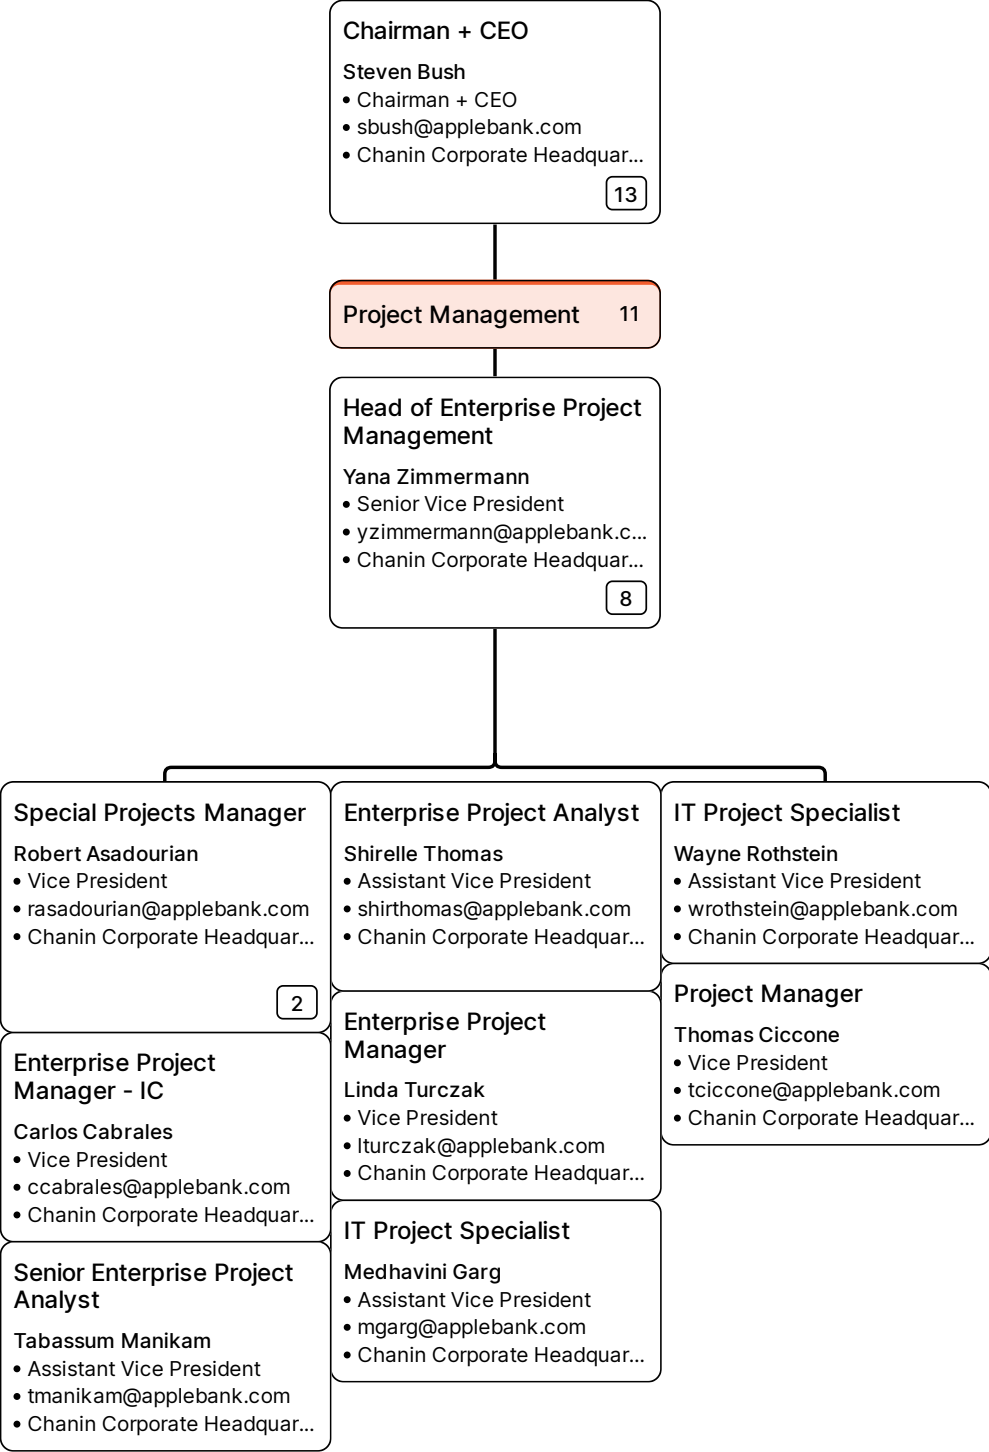 Chairman + CEO
Steven Bush
• Chairman + CEO
• sbush@applebank.com
• Chanin Corporate Headquar...
13
Project Management 11
Head of Enterprise Project
Management
Yana Zimmermann
• Senior Vice President
• yzimmermann@applebank.c...
• Chanin Corporate Headquar...
8
Special Projects Manager
Robert Asadourian
• Vice President
• rasadourian@applebank.com
• Chanin Corporate Headquar...
2
Enterprise Project
Manager - IC
Carlos Cabrales
• Vice President
• ccabrales@applebank.com
• Chanin Corporate Headquar...
Senior Enterprise Project
Analyst
Tabassum Manikam
• Assistant Vice President
• tmanikam@applebank.com
• Chanin Corporate Headquar...
Enterprise Project Analyst
Shirelle Thomas
• Assistant Vice President
• shirthomas@applebank.com
• Chanin Corporate Headquar...
Enterprise Project
Manager
Linda Turczak
• Vice President
• lturczak@applebank.com
• Chanin Corporate Headquar...
IT Project Specialist
Medhavini Garg
• Assistant Vice President
• mgarg@applebank.com
• Chanin Corporate Headquar...
IT Project Specialist
Wayne Rothstein
• Assistant Vice President
• wrothstein@applebank.com
• Chanin Corporate Headquar...
Project Manager
Thomas Ciccone
• Vice President
• tciccone@applebank.com
• Chanin Corporate Headquar...